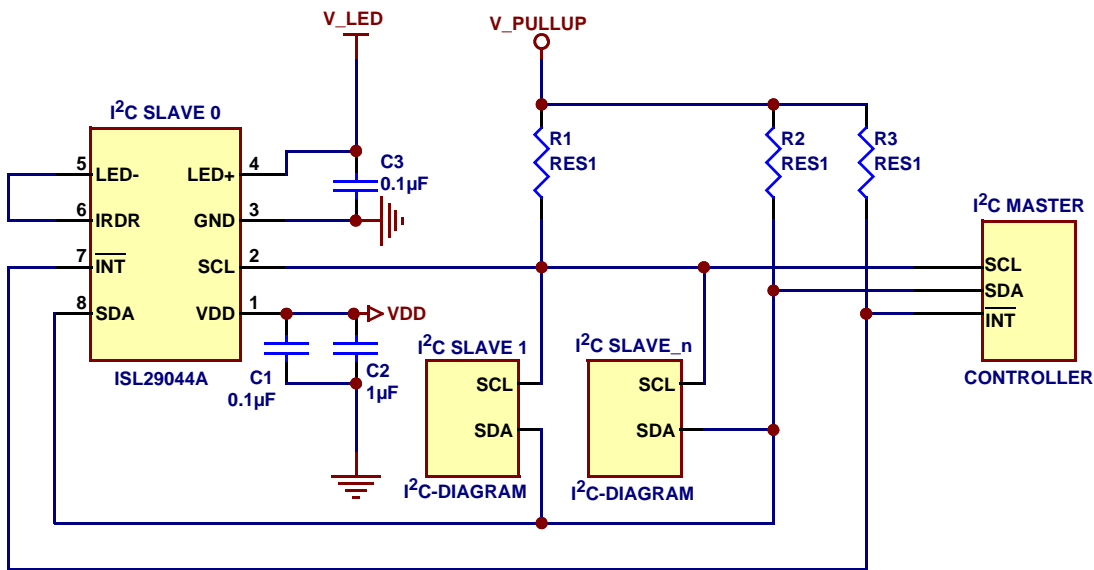 V_LED
V_PULLUP
I²C SLAVE 0
5 LED-
LED+ 4
6 IRDR
GND 3
7 INT
SCL 2
8 SDA
VDD 1
ISL29044A
C3
0.1µF
VDD
C1
0.1µF
C2
1µF
R1
RES1
R2
RES1
R3
RES1
I²C SLAVE 1
SCL
SDA
I²C-DIAGRAM
I²C SLAVE_n
SCL
SDA
I²C-DIAGRAM
I²C MASTER
SCL
SDA
INT
CONTROLLER